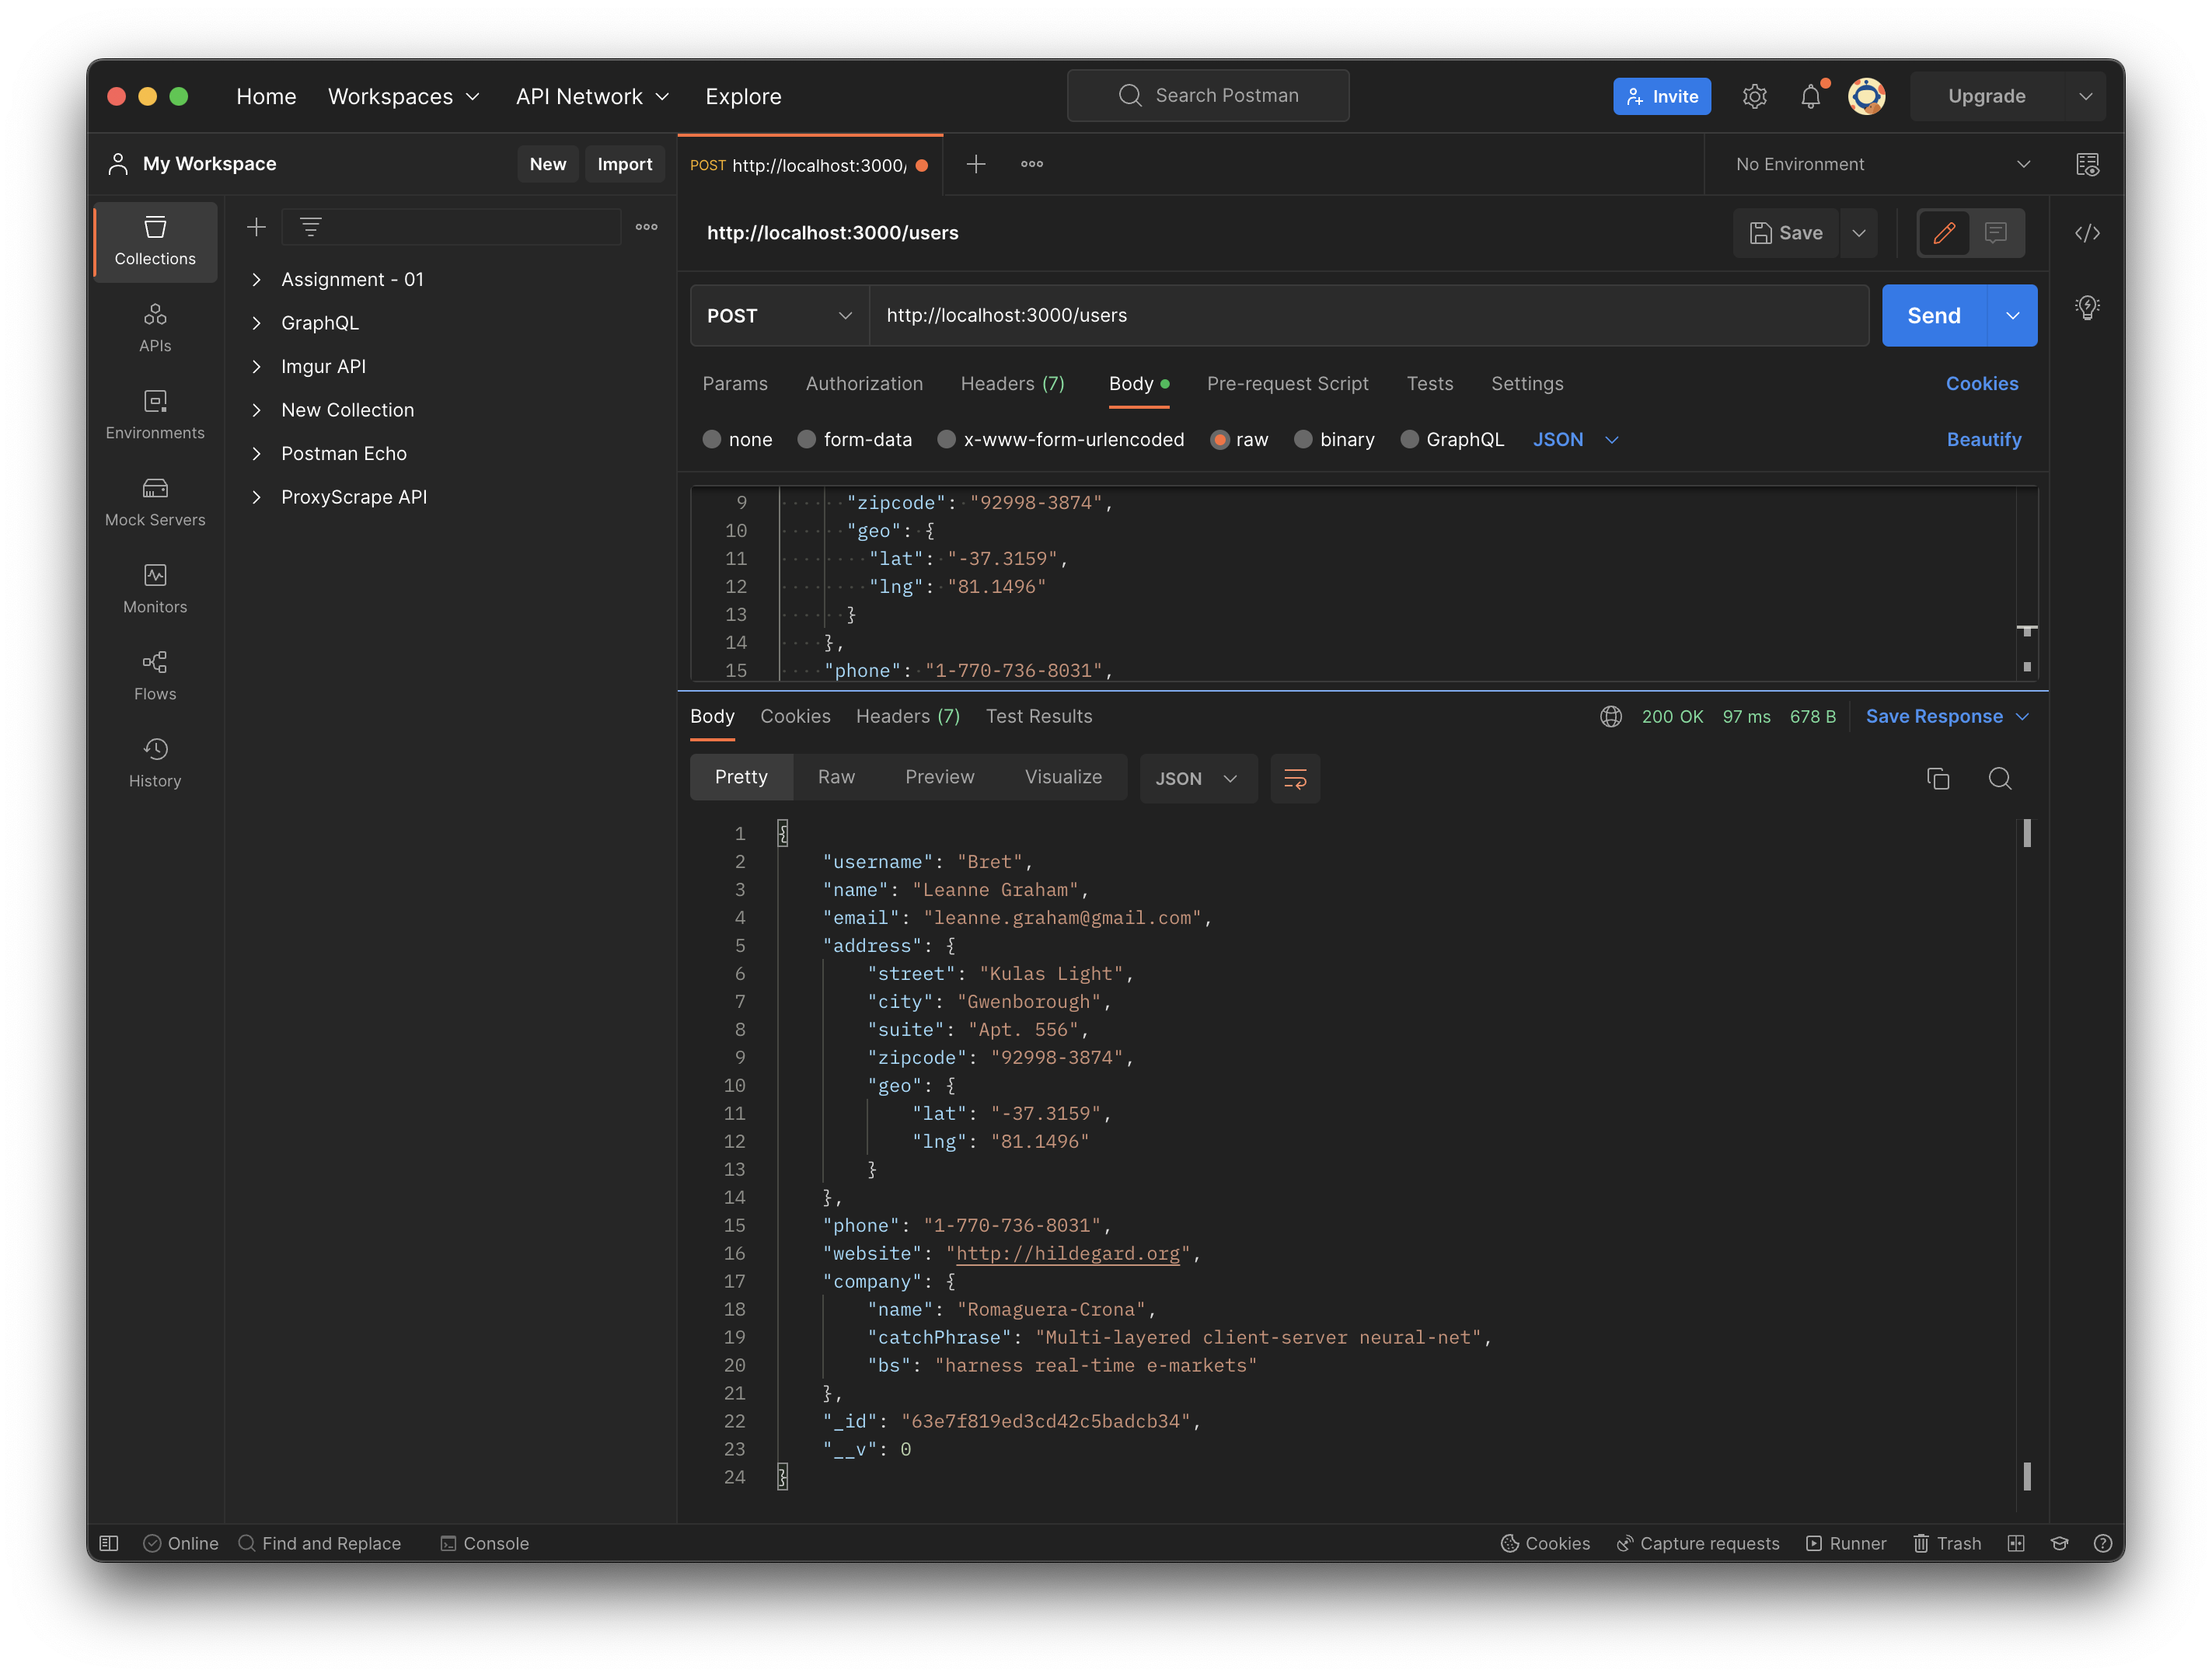 Home Workspaces API Network Explore Search Postman Invite Upgrade
My Workspace New Import POST http://localhost:3000/ No Environment
Collections
APIs
Environments
Mock Servers
Monitors
Flows
History
Assignment - 01
GraphQL
Imgur API
New Collection
Postman Echo
ProxyScrape API
http://localhost:3000/users Save
POST http://localhost:3000/users Send
Params Authorization Headers (7) Body Pre-request Script Tests Settings Cookies
none form-data x-www-form-urlencoded raw binary GraphQL JSON Beautify
9 "zipcode": "92998-3874",
10 "geo": {
11 "lat": "-37.3159",
12 "lng": "81.1496"
13 }
14 },
15 "phone": "1-770-736-8031",
Body Cookies Headers (7) Test Results 200 OK 97 ms 678 B Save Response
Pretty Raw Preview Visualize JSON
1 {
2 "username": "Bret",
3 "name": "Leanne Graham",
4 "email": "leanne.graham@gmail.com",
5 "address": {
6 "street": "Kulas Light",
7 "city": "Gwenborough",
8 "suite": "Apt. 556",
9 "zipcode": "92998-3874",
10 "geo": {
11 "lat": "-37.3159",
12 "lng": "81.1496"
13 }
14 },
15 "phone": "1-770-736-8031",
16 "website": "http://hildegard.org",
17 "company": {
18 "name": "Romaguera-Crona",
19 "catchPhrase": "Multi-layered client-server neural-net",
20 "bs": "harness real-time e-markets"
21 },
22 "_id": "63e7f819ed3cd42c5badcb34",
23 "__v": 0
24 }
Online Find and Replace Console Cookies Capture requests Runner Trash